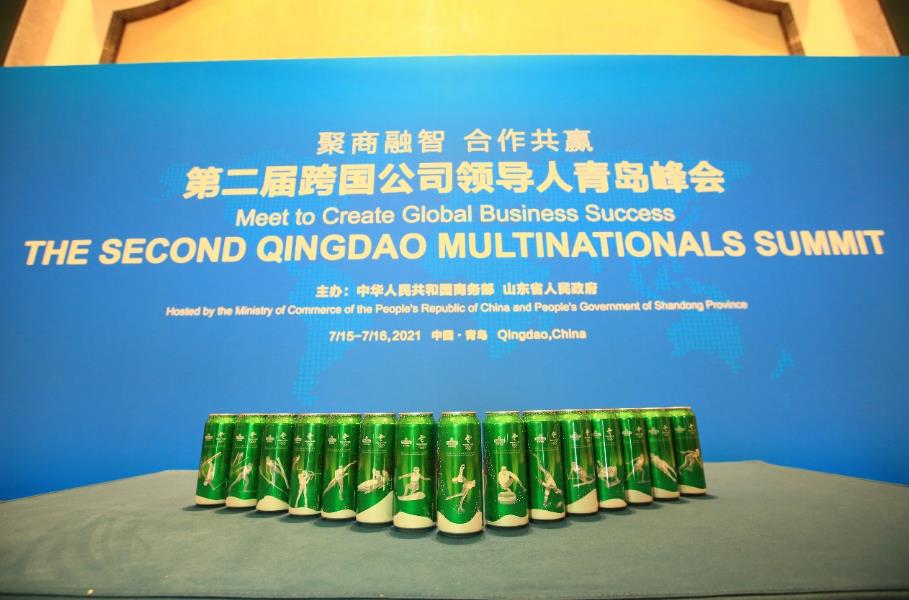 聚商融智 合作共赢
第二届跨国公司领导人青岛峰会
Meet to Create Global Business Success
THE SECOND QINGDAO MULTINATIONALS SUMMIT
主办：中华人民共和国商务部 山东省人民政府
Hosted by the Ministry of Commerce of the People's Republic of China and People's Government of Shandong Province
7/15-7/16,2021 中国·青岛 Qingdao,China